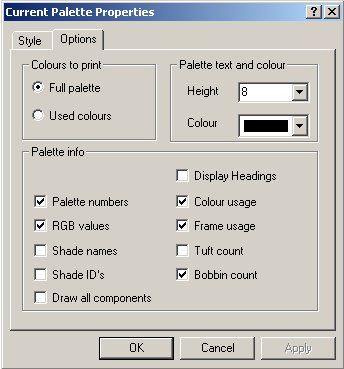 Current Palette Properties
Style Options
Colours to print
Full palette
Used colours
Palette text and colour
Height 8
Colour
Palette info
Display Headings
Palette numbers Colour usage
RGB values Frame usage
Shade names Tuft count
Shade ID's Bobbin count
Draw all components
OK Cancel Apply